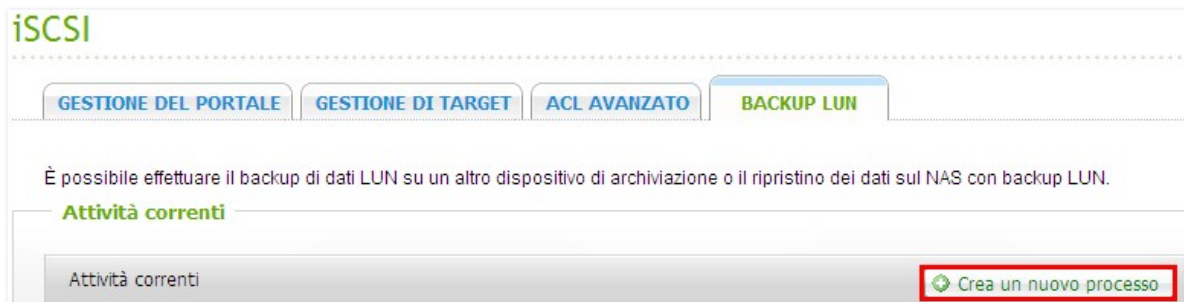 iSCSI
GESTIONE DEL PORTALE GESTIONE DI TARGET ACL AVANZATO BACKUP LUN
È possibile effettuare il backup di dati LUN su un altro dispositivo di archiviazione o il ripristino dei dati sul NAS con backup LUN.
Attività correnti
Attività correnti Crea un nuovo processo